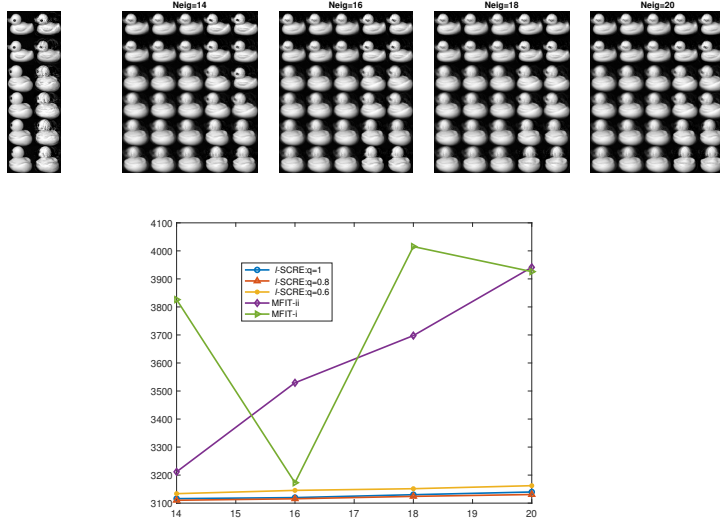 Neig=14 Neig=16 Neig=18 Neig=20
4100
4000
3900
3800
3700
3600
3500
3400
3300
3200
3100
l-SCRE:q=1
l-SCRE:q=0.8
l-SCRE:q=0.6
MFIT-ii
MFIT-i
14 15 16 17 18 19 20